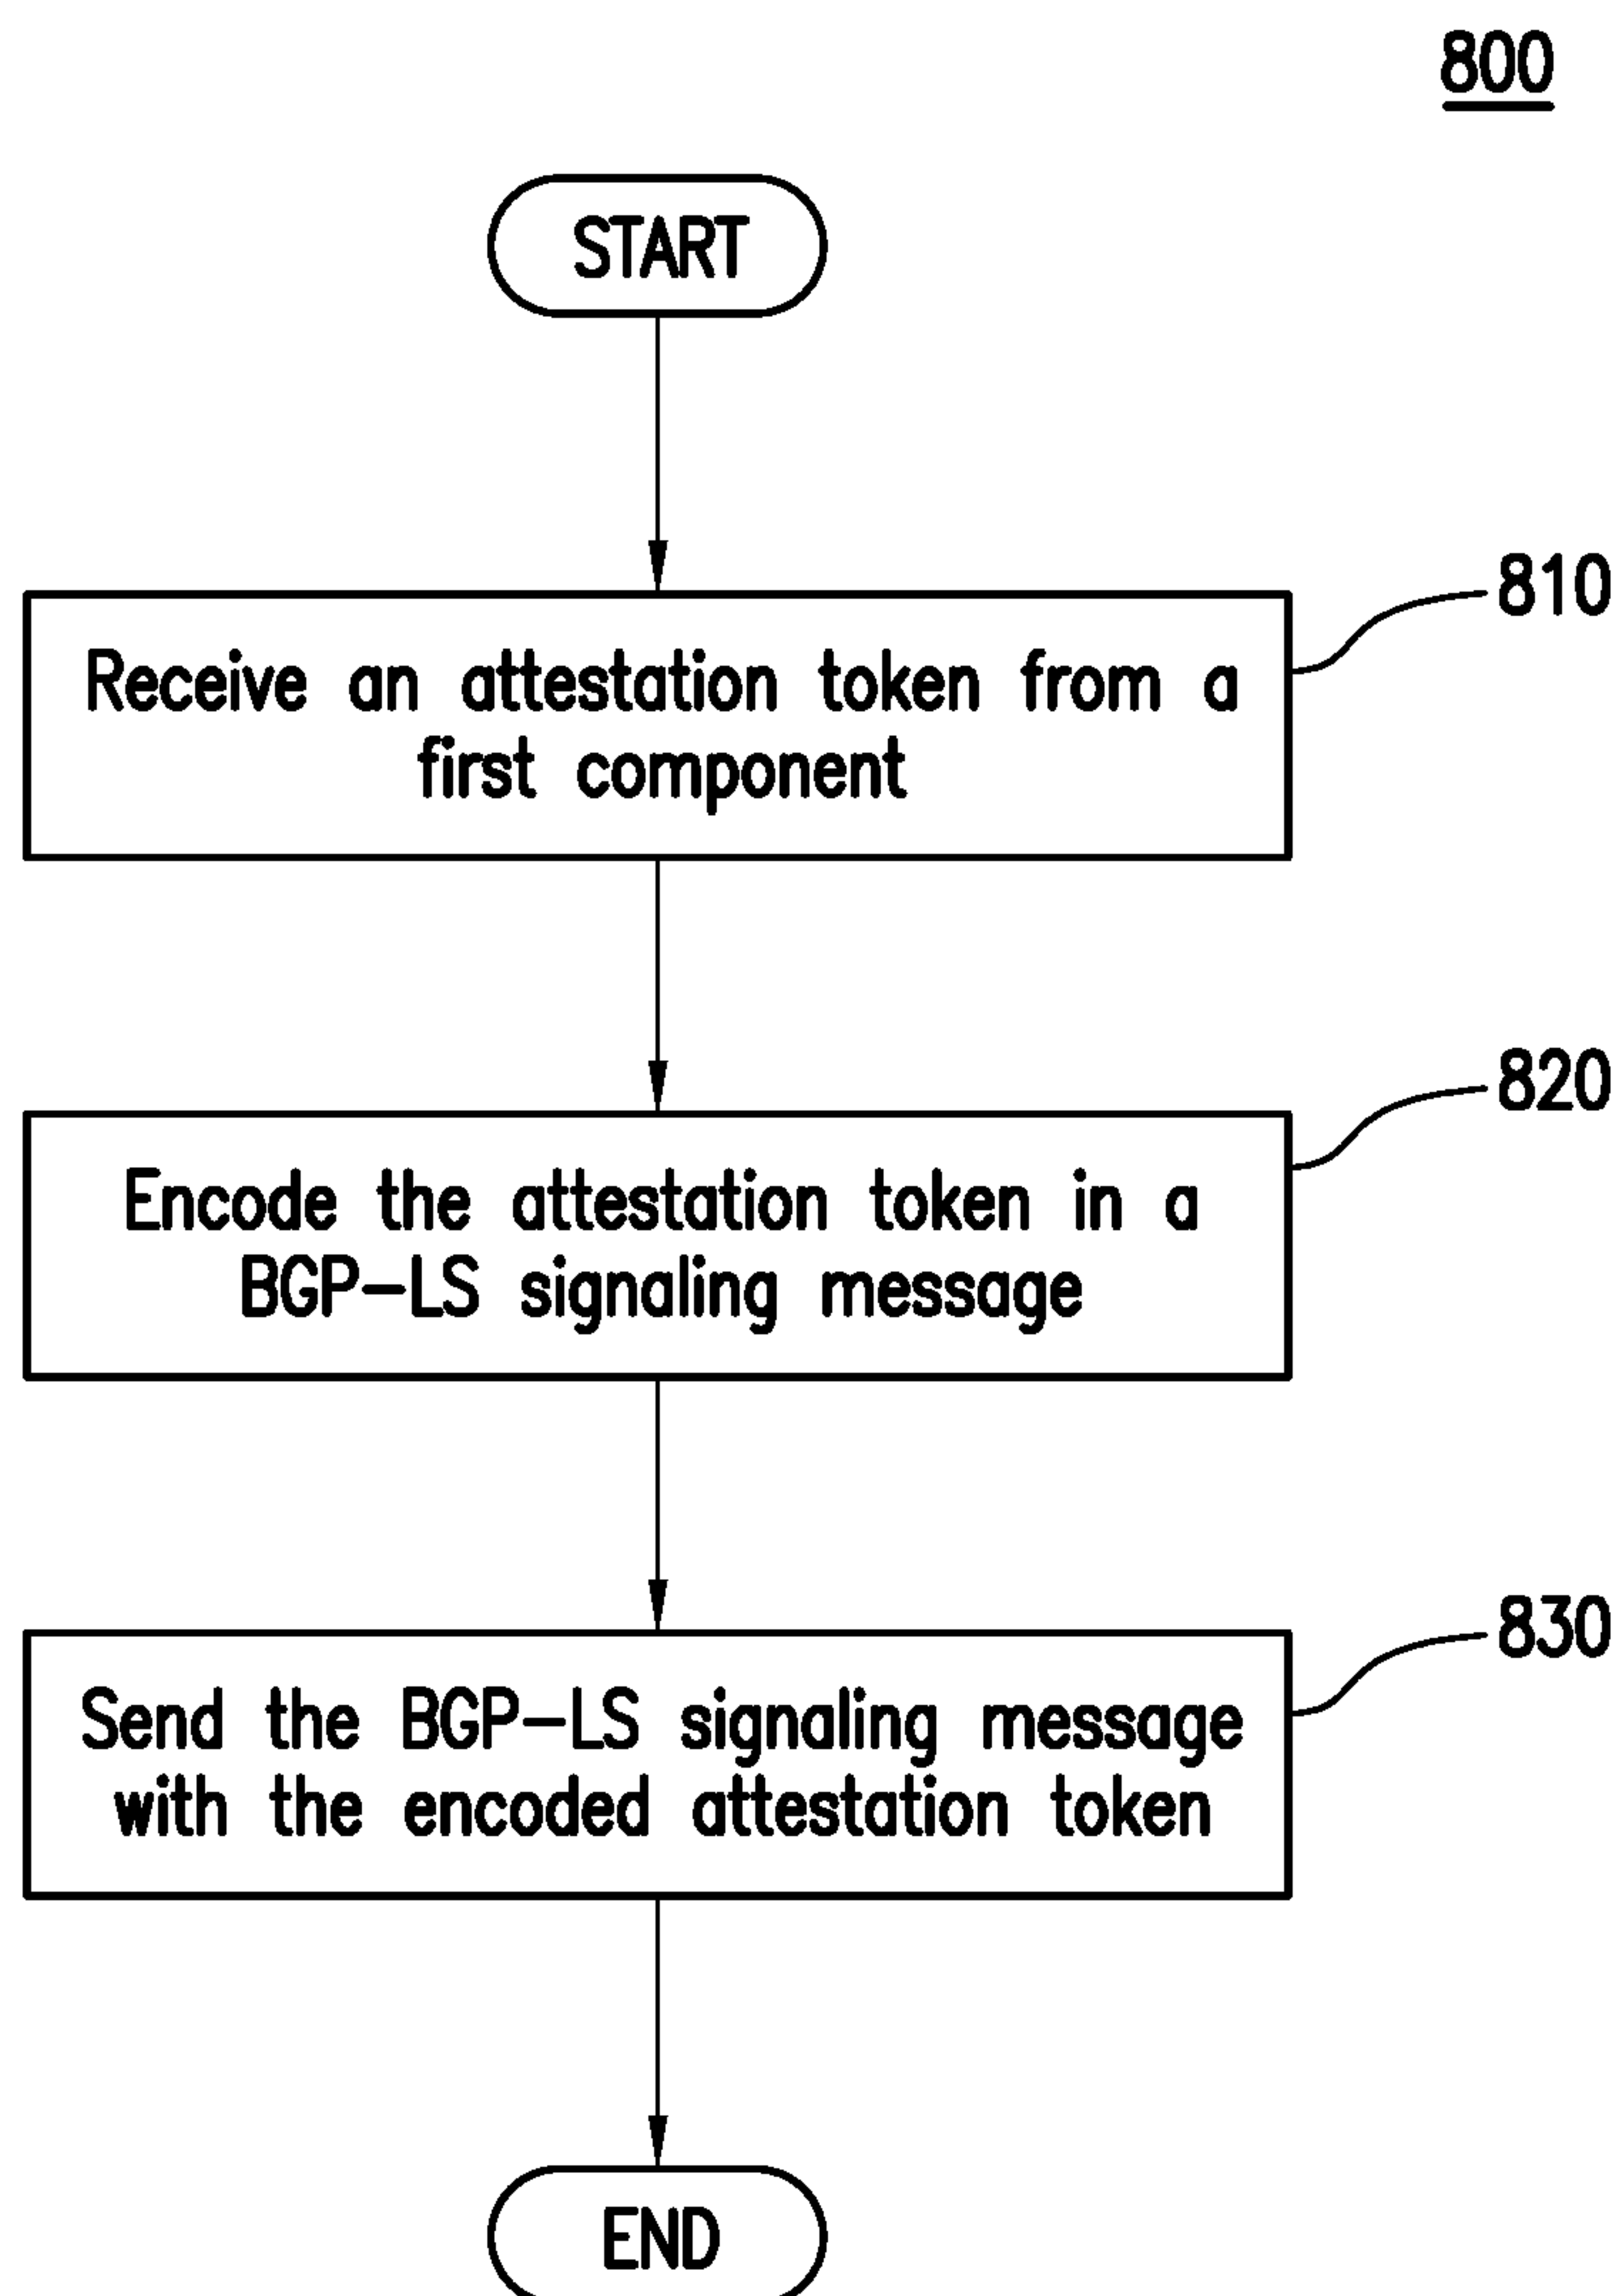 800
START
810
Receive an attestation token from a
first component
820
Encode the attestation token in a
BGP-LS signaling message
830
Send the BGP-LS signaling message
with the encoded attestation token
END